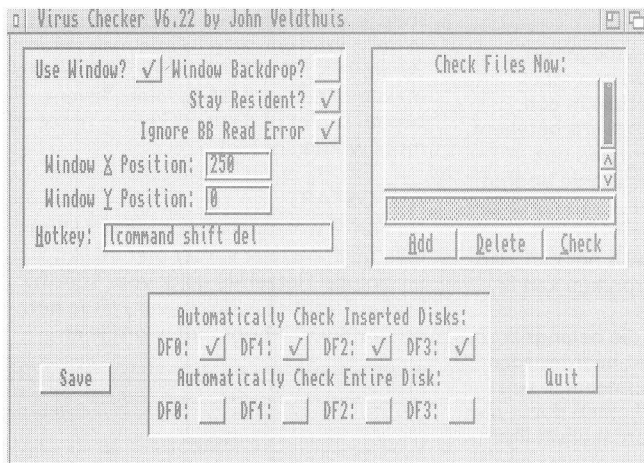 Virus Checker V6.22 by John Veldthuis
Use Window? Window Backdrop?
Stay Resident?
Ignore BB Read Error
Window X Position: 250
Window Y Position: 0
Hotkey: lcommand shift del
Check Files Now:
Add Delete Check
Automatically Check Inserted Disks:
DF0: DF1: DF2: DF3:
Automatically Check Entire Disk:
DF0: DF1: DF2: DF3:
Save
Quit